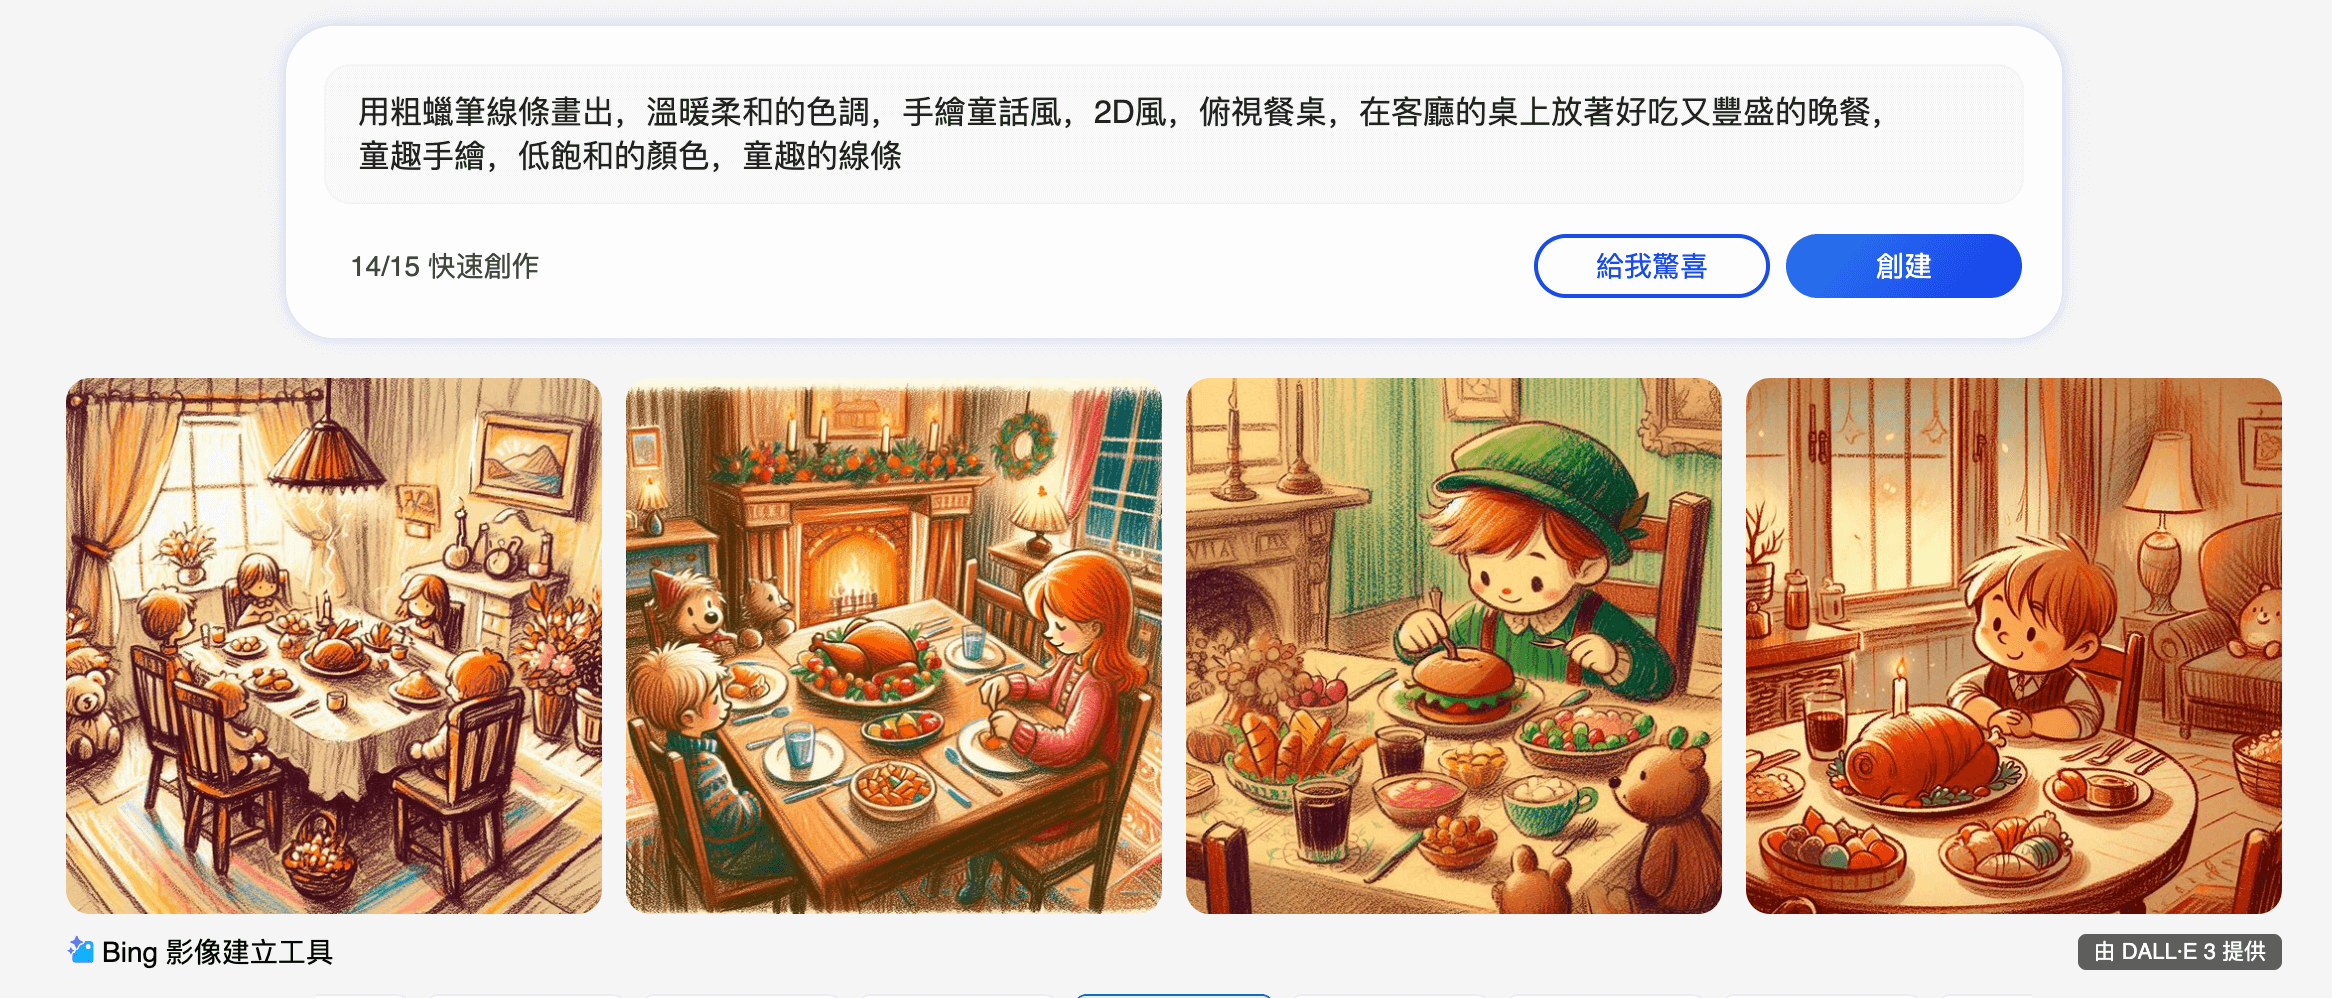 用粗蠟筆線條畫出，溫暖柔和的色調，手繪童話風，2D風，俯視餐桌，在客廳的桌上放著好吃又豐盛的晚餐，
童趣手繪，低飽和的顏色，童趣的線條
14/15 快速創作
給我驚喜
創建
Bing 影像建立工具
由 DALL·E 3 提供